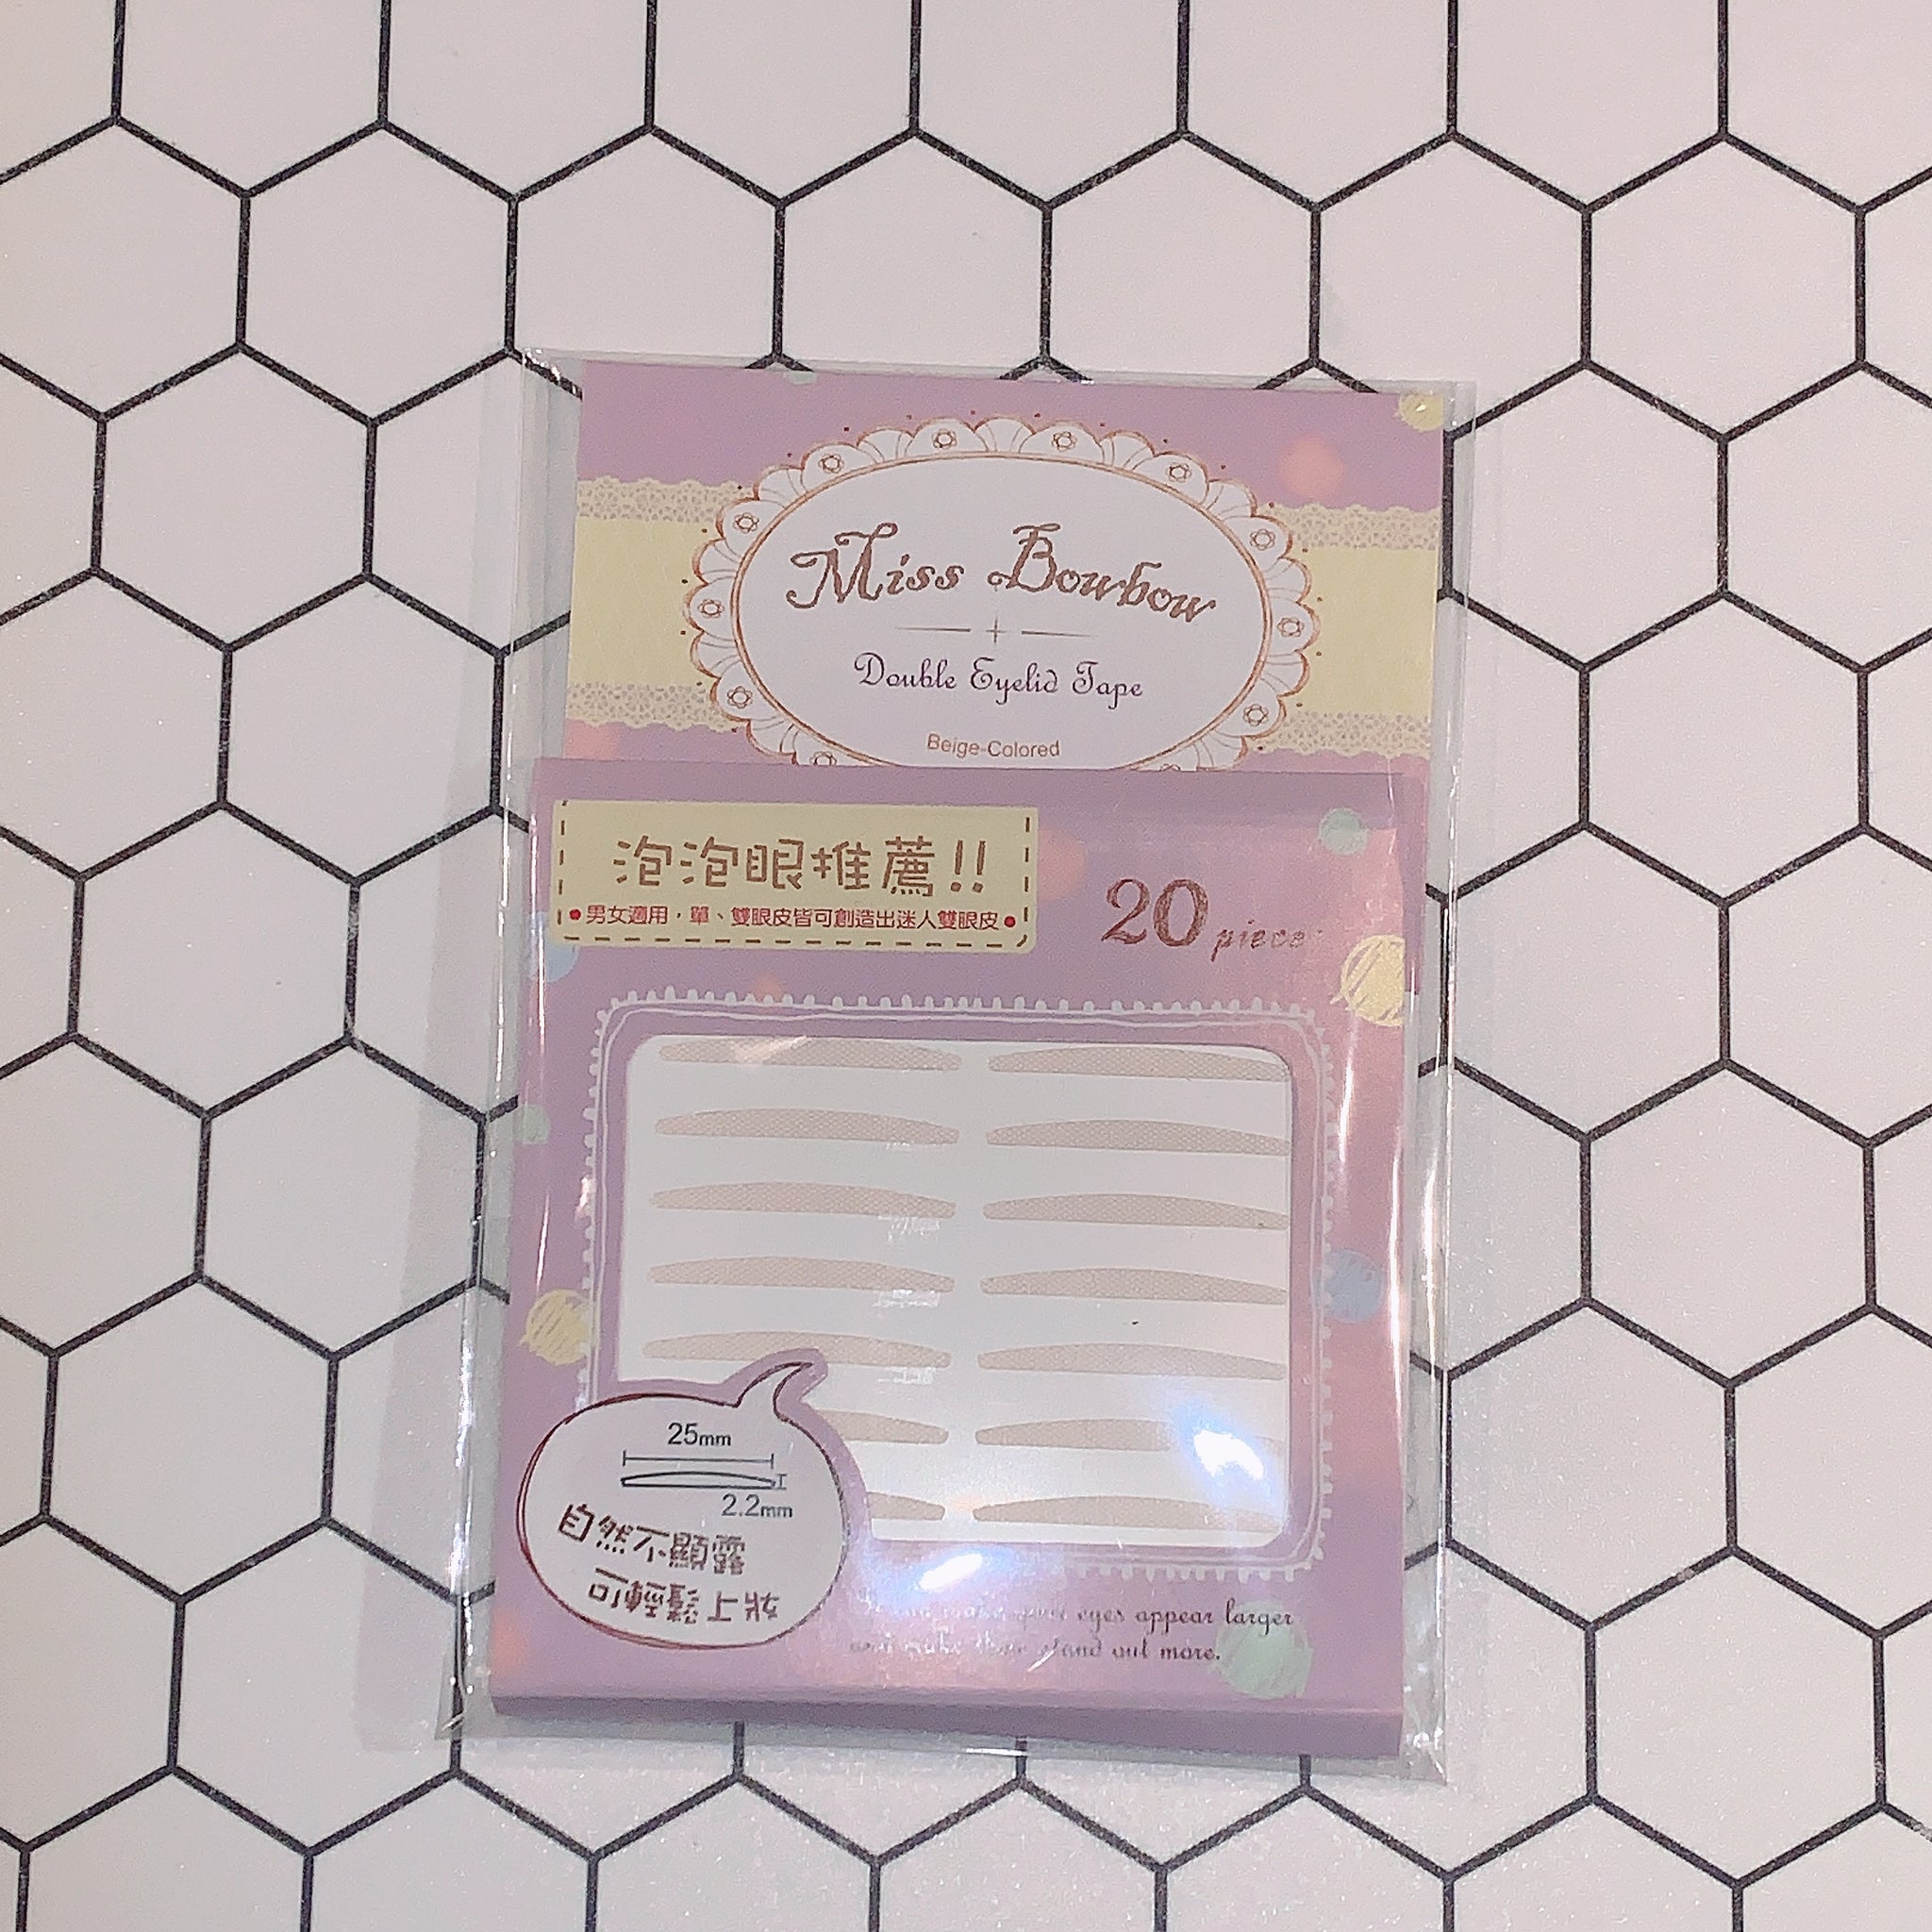 Miss Bowbow
Double Eyelid Tape
Beige-Colored
泡泡眼推薦!!
●男女適用，單、雙眼皮皆可創造出迷人雙眼皮●
20 piece
25mm
2.2mm
自然不顯露
可輕鬆上妝
make your eyes appear larger
and make them stand out more.